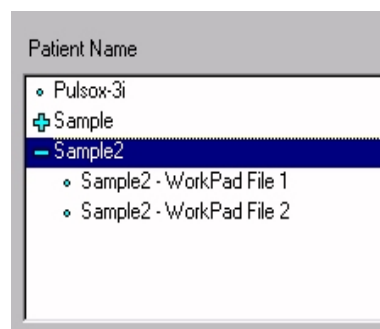 Patient Name
Pulsox-3i
Sample
Sample2
Sample2 - WorkPad File 1
Sample2 - WorkPad File 2